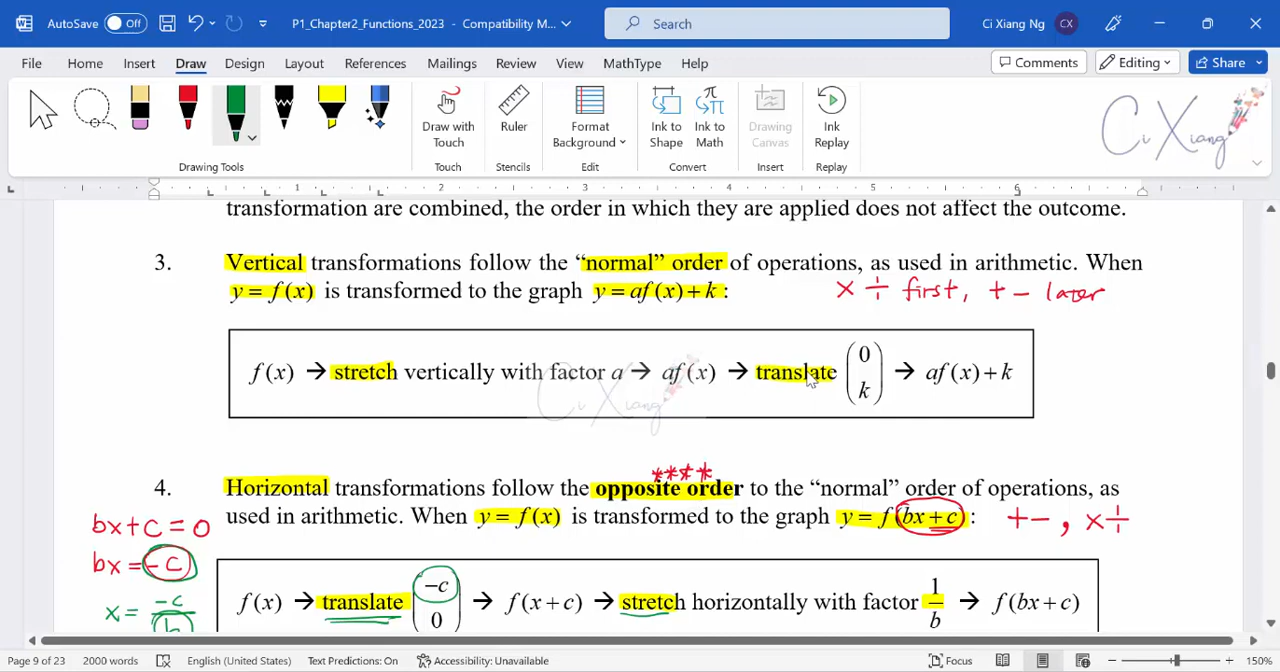 AutoSave Off P1_Chapter2_Functions_2023 - Compatibility M... Search Ci Xiang Ng CX
File Home Insert Draw Design Layout References Mailings Review View MathType Help Comments Editing Share
Draw with Touch Ruler Format Background Ink to Shape Ink to Math Drawing Canvas Ink Replay
Drawing Tools Touch Stencils Edit Convert Insert Replay
Ci Xiang
transformation are combined, the order in which they are applied does not affect the outcome.
3. Vertical transformations follow the “normal” order of operations, as used in arithmetic. When
y = f(x) is transformed to the graph y = af(x) + k : × ÷ first, + − later
f(x) → stretch vertically with factor a → af(x) → translate (0 k) → af(x) + k
Ci Xiang
****
4. Horizontal transformations follow the opposite order to the “normal” order of operations, as
used in arithmetic. When y = f(x) is transformed to the graph y = f(bx + c) : + − , × ÷
bx + c = 0
bx = −c
x = −c/b
f(x) → translate (−c 0) → f(x + c) → stretch horizontally with factor 1/b → f(bx + c)
Page 9 of 23 2000 words English (United States) Text Predictions: On Accessibility: Unavailable Focus 150%